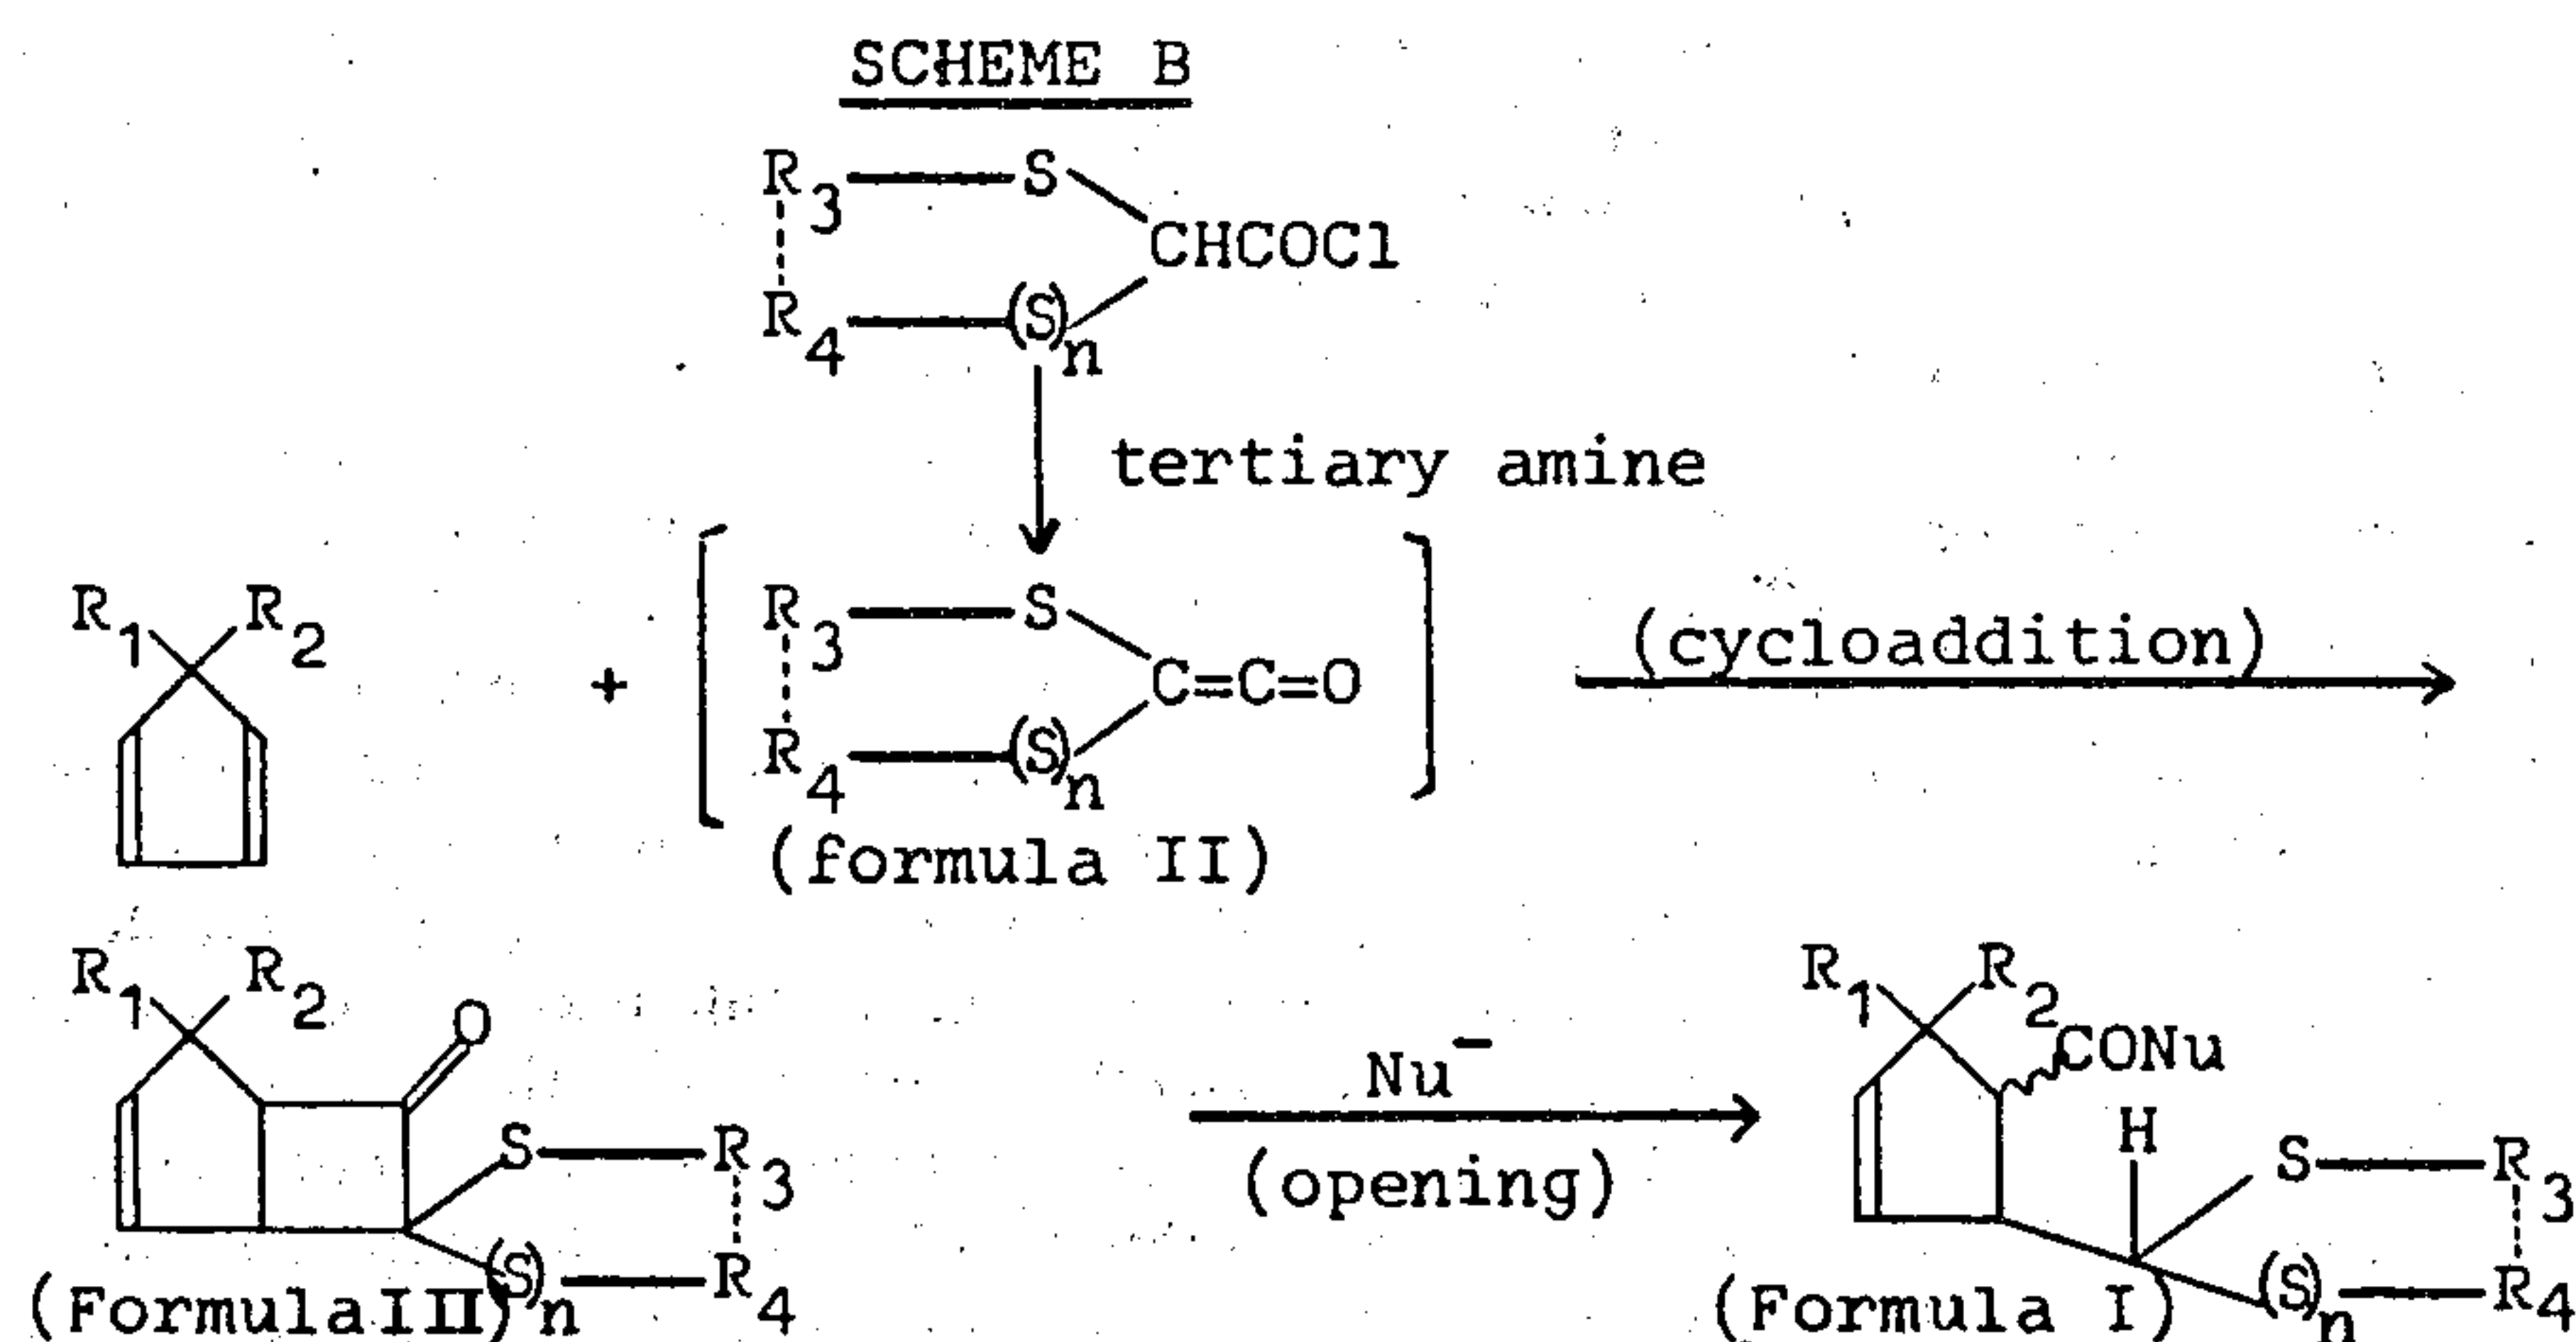 SCHEME B
R3 S
CHCOCl
R4 (S)n
tertiary amine
R1 R2 + R3 S
C=C=O
R4 (S)n
(cycloaddition)
(formula II)
R1 R2 O
S R3
(S)n R4
(Formula III)
Nu-
(opening)
R1 R2 CONu
H
S R3
(S)n R4
(Formula I)